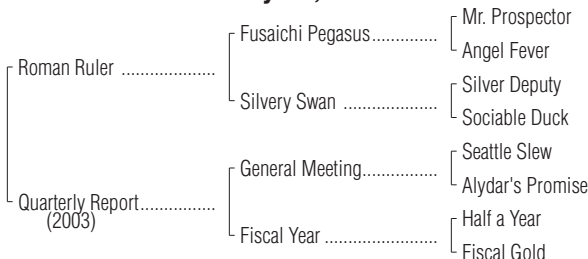 Mr. Prospector
Fusaichi Pegasus..............
Angel Fever
Roman Ruler ....................
Silver Deputy
Silvery Swan ....................
Sociable Duck
Seattle Slew
General Meeting................
Alydar's Promise
Quarterly Report................
(2003)
Half a Year
Fiscal Year ........................
Fiscal Gold